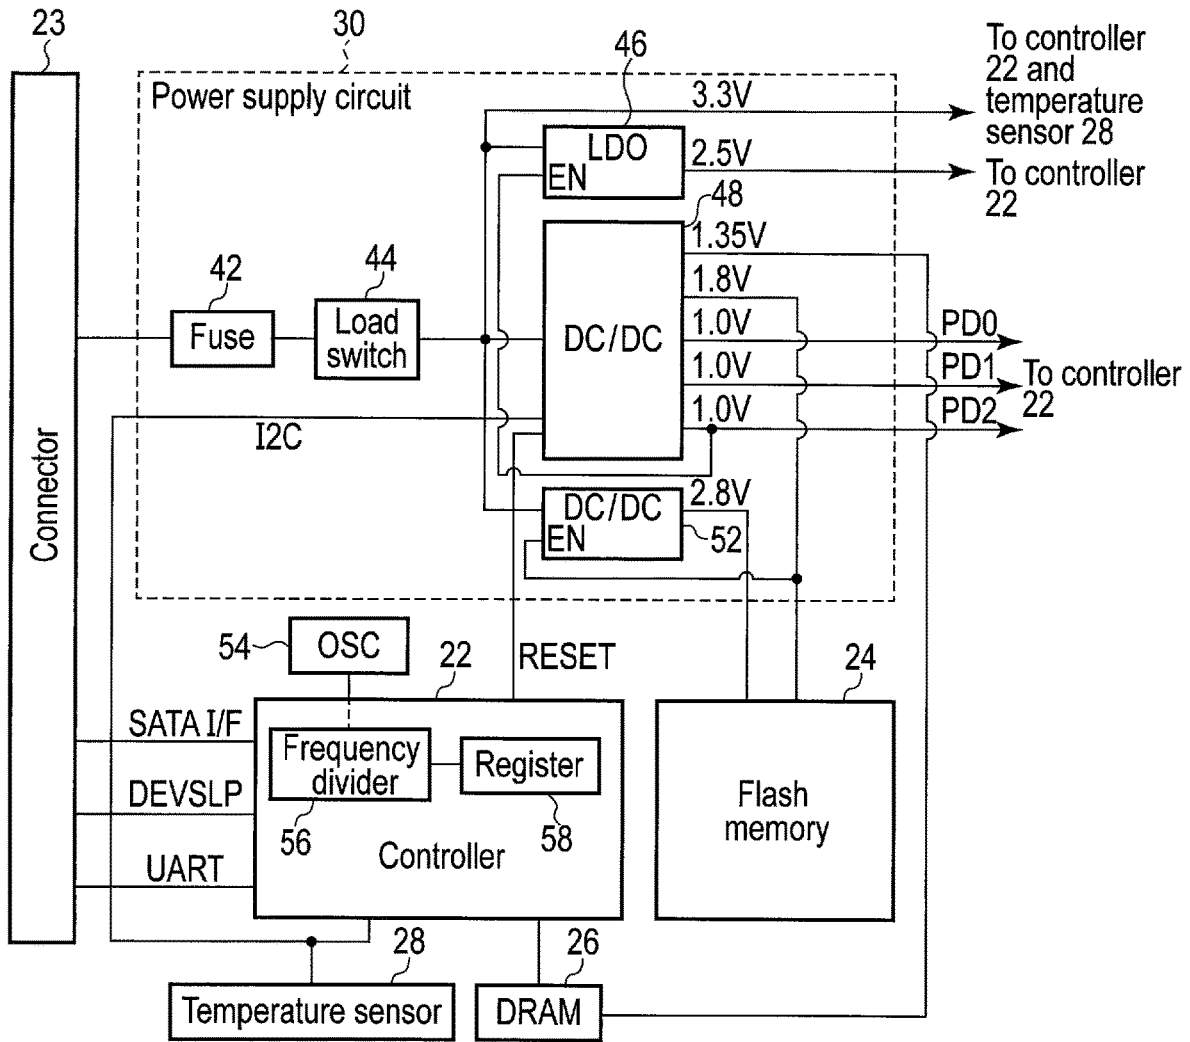 23
30
46
To controller
22 and
temperature
sensor 28
Power supply circuit
3.3V
LDO
EN
2.5V
To controller
22
48
1.35V
42
44
1.8V
Fuse
Load
switch
DC/DC
1.0V
PD0
1.0V
PD1
To controller
22
1.0V
PD2
I2C
Connector
DC/DC
EN
2.8V
52
54
OSC
22
RESET
24
SATA I/F
Frequency
divider
Register
DEVSLP
56
58
Flash
memory
UART
Controller
28
26
Temperature sensor
DRAM